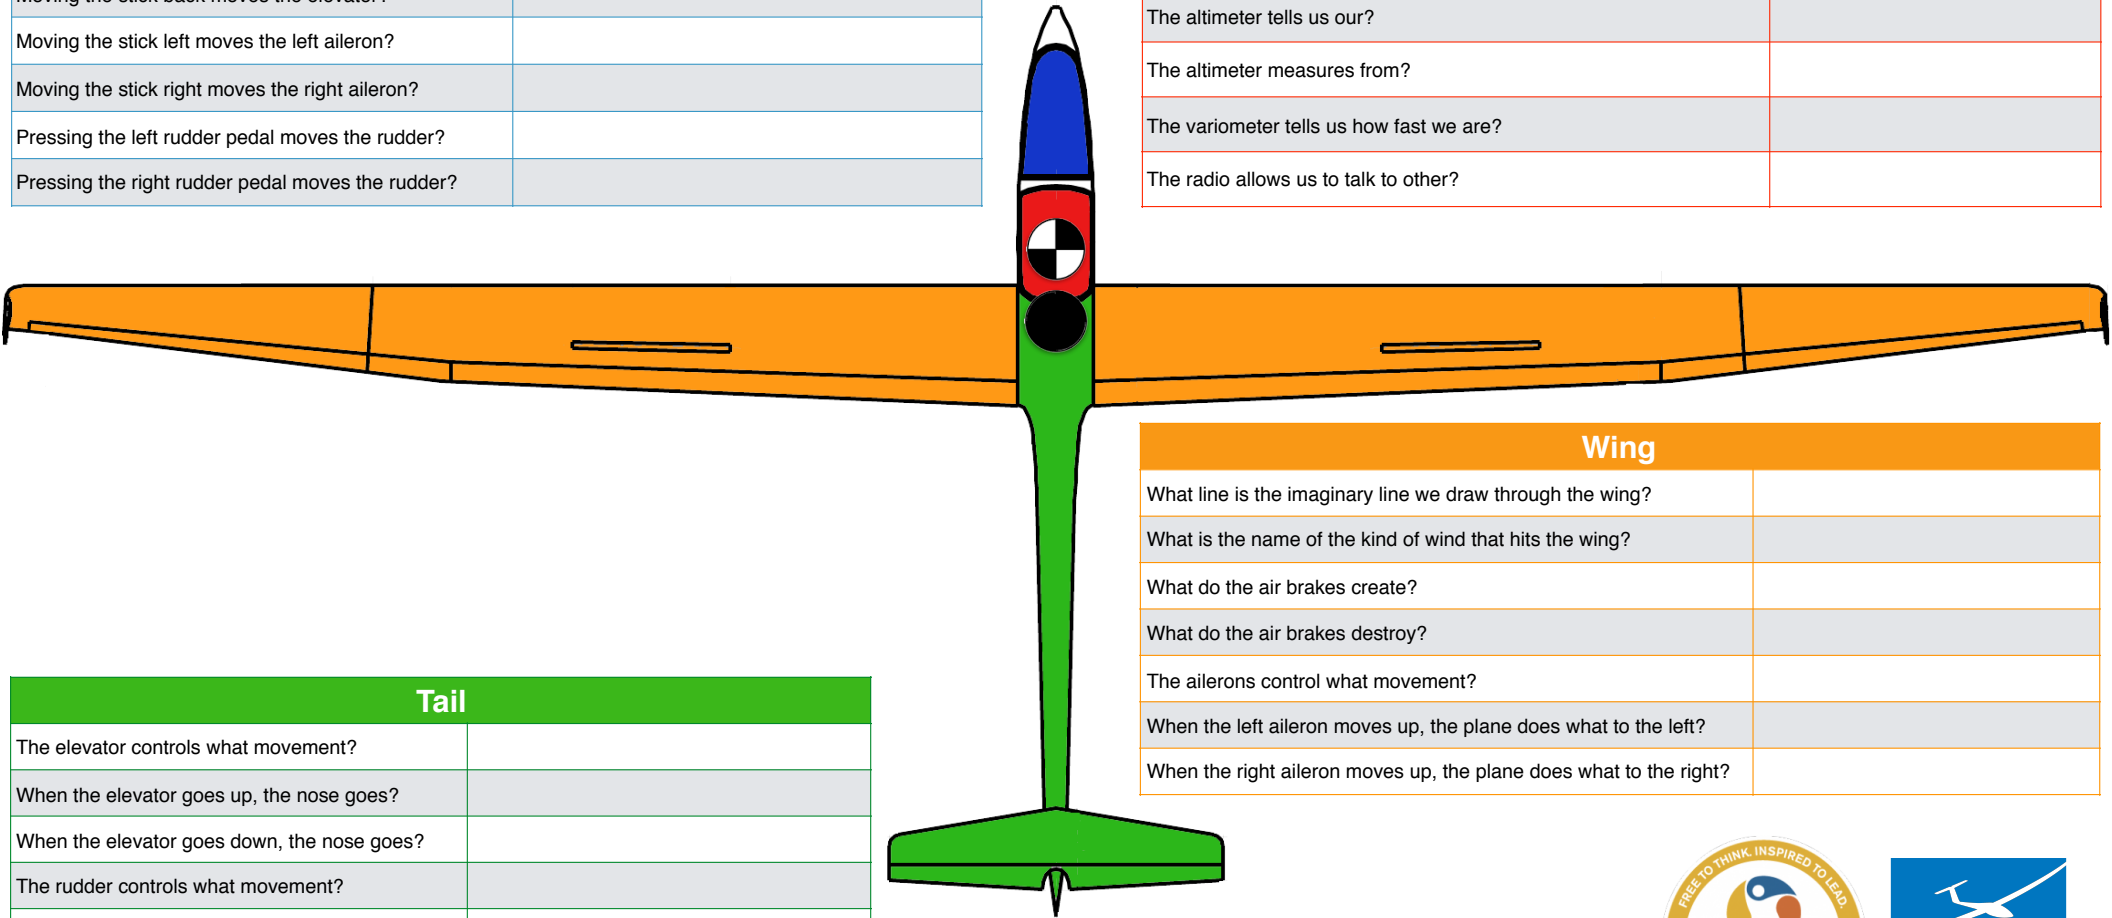 Moving the stick back moves the elevator?
Moving the stick left moves the left aileron?
Moving the stick right moves the right aileron?
Pressing the left rudder pedal moves the rudder?
Pressing the right rudder pedal moves the rudder?
The altimeter tells us our?
The altimeter measures from?
The variometer tells us how fast we are?
The radio allows us to talk to other?
Wing
What line is the imaginary line we draw through the wing?
What is the name of the kind of wind that hits the wing?
What do the air brakes create?
What do the air brakes destroy?
The ailerons control what movement?
When the left aileron moves up, the plane does what to the left?
When the right aileron moves up, the plane does what to the right?
Tail
The elevator controls what movement?
When the elevator goes up, the nose goes?
When the elevator goes down, the nose goes?
The rudder controls what movement?
FREE TO THINK. INSPIRED TO LEAD.